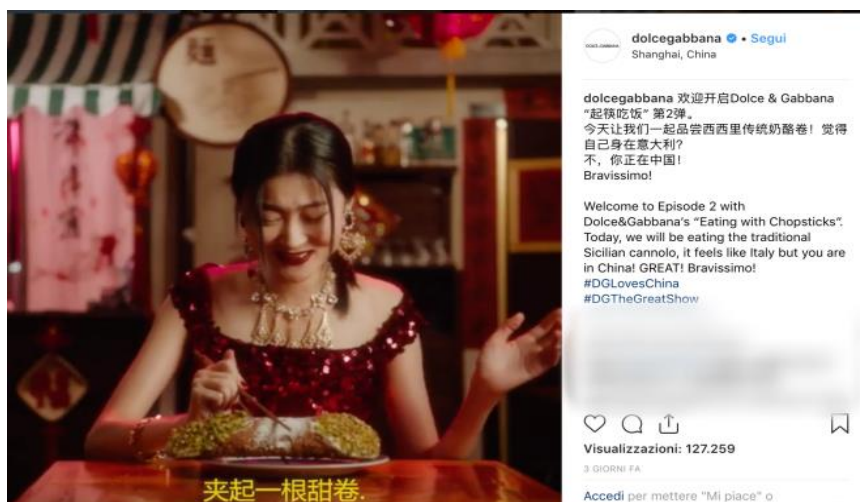 夹起一根甜卷.
dolcegabbana • Segui
Shanghai, China
dolcegabbana 欢迎开启Dolce & Gabbana
“起筷吃饭” 第2弹。
今天让我们一起品尝西西里传统奶酪卷！觉得
自己身在意大利？
不，你正在中国！
Bravissimo!
Welcome to Episode 2 with
Dolce&Gabbana's “Eating with Chopsticks”.
Today, we will be eating the traditional
Sicilian cannolo, it feels like Italy but you are
in China! GREAT! Bravissimo!
#DGLovesChina
#DGTheGreatShow
Visualizzazioni: 127.259
3 GIORNI FA
Accedi per mettere "Mi piace" o